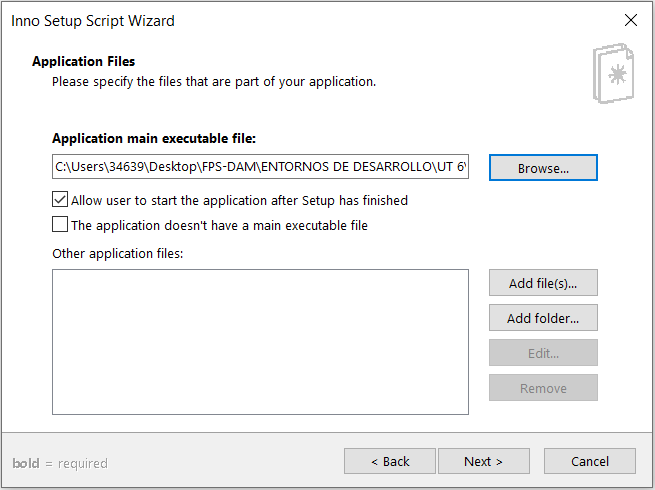 Inno Setup Script Wizard
Application Files
Please specify the files that are part of your application.
Application main executable file:
C:\Users\34639\Desktop\FPS-DAM\ENTORNOS DE DESARROLLO\UT 6\
Browse...
Allow user to start the application after Setup has finished
The application doesn't have a main executable file
Other application files:
Add file(s)...
Add folder...
Edit...
Remove
bold = required
< Back
Next >
Cancel